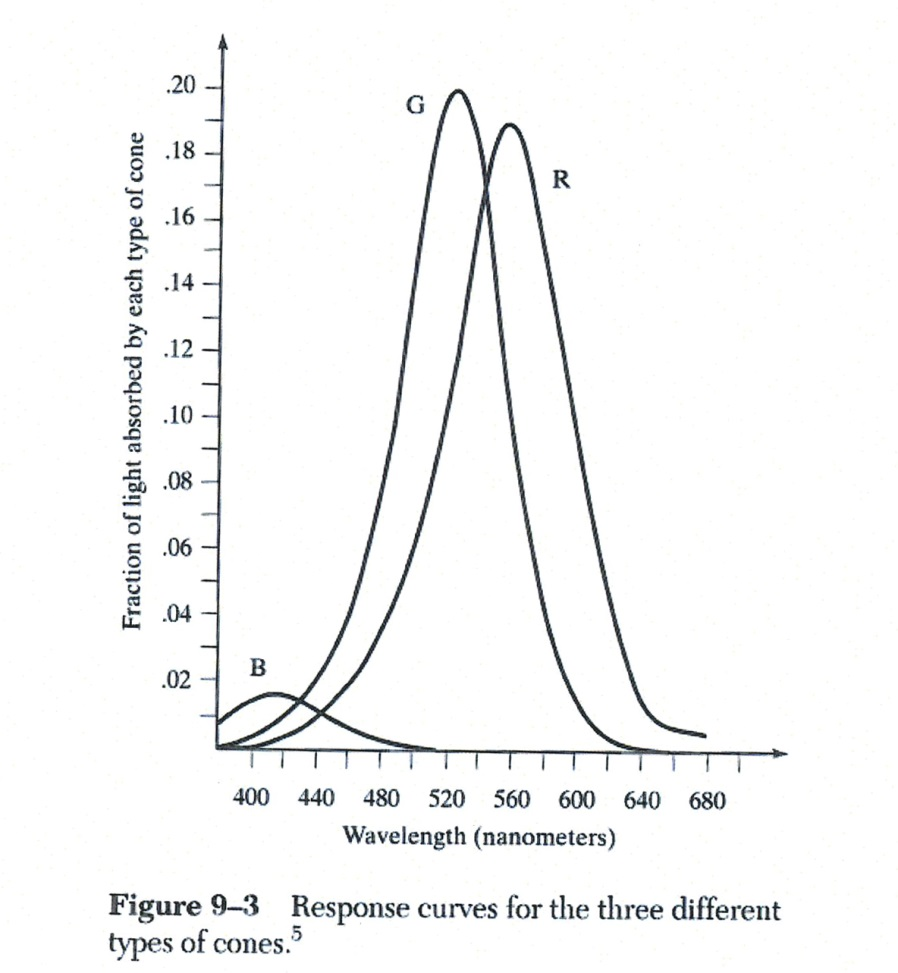 .20
G
.18
R
.16
.14
.12
.10
.08
.06
.04
B
.02
Fraction of light absorbed by each type of cone
400 440 480 520 560 600 640 680
Wavelength (nanometers)
Figure 9–3 Response curves for the three different
types of cones.5